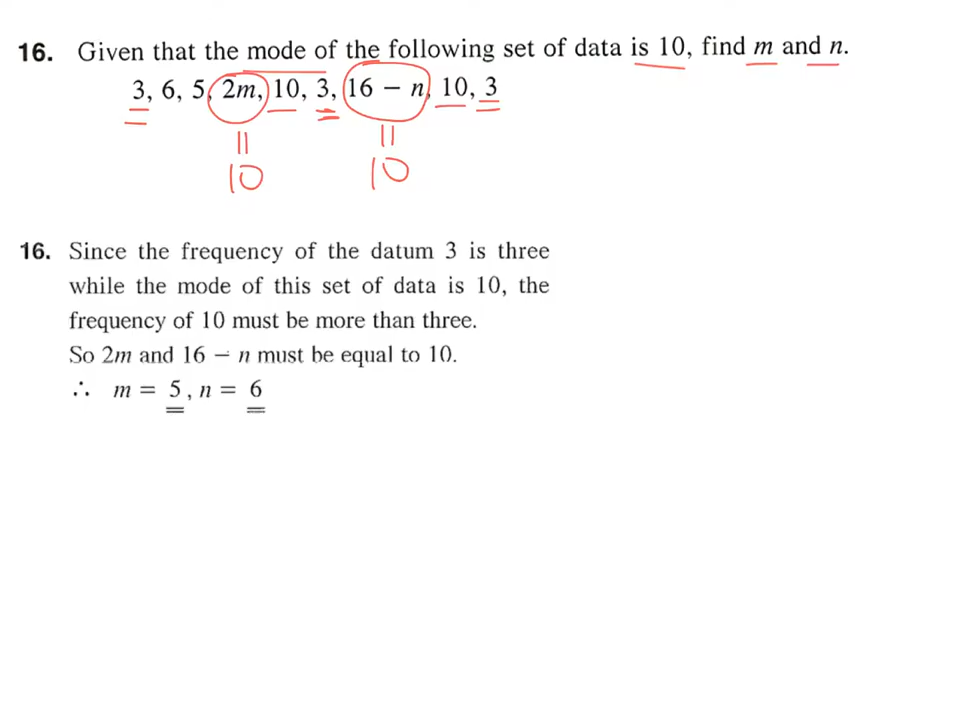 16. Given that the mode of the following set of data is 10, find m and n.
3, 6, 5, 2m, 10, 3, 16 − n, 10, 3
= =
10 10
16. Since the frequency of the datum 3 is three
while the mode of this set of data is 10, the
frequency of 10 must be more than three.
So 2m and 16 − n must be equal to 10.
∴ m = 5, n = 6